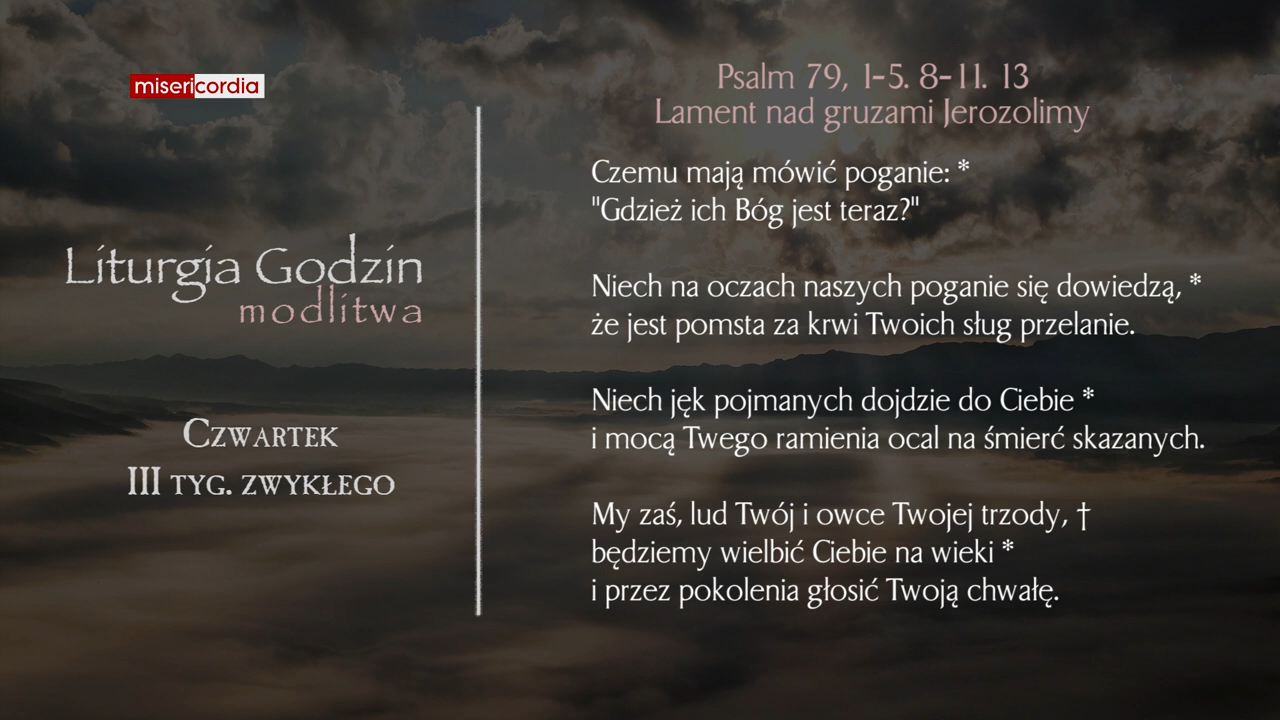 misericordia
Liturgia Godzin
modlitwa
Czwartek
III tyg. zwykłego
Psalm 79, 1-5. 8-11. 13
Lament nad gruzami Jerozolimy
Czemu mają mówić poganie: *
"Gdzież ich Bóg jest teraz?"
Niech na oczach naszych poganie się dowiedzą, *
że jest pomsta za krwi Twoich sług przelanie.
Niech jęk pojmanych dojdzie do Ciebie *
i mocą Twego ramienia ocal na śmierć skazanych.
My zaś, lud Twój i owce Twojej trzody, †
będziemy wielbić Ciebie na wieki *
i przez pokolenia głosić Twoją chwałę.